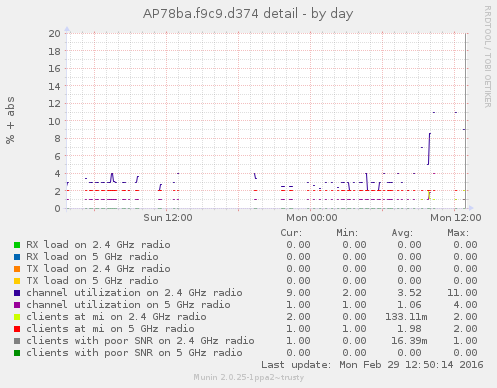 AP78ba.f9c9.d374 detail - by day
RRDTOOL / TOBI OETIKER
% + abs
20
18
16
14
12
10
8
6
4
2
0
Sun 12:00 Mon 00:00 Mon 12:00
Cur: Min: Avg: Max:
RX load on 2.4 GHz radio 0.00 0.00 0.00 0.00
RX load on 5 GHz radio 0.00 0.00 0.00 0.00
TX load on 2.4 GHz radio 0.00 0.00 0.00 0.00
TX load on 5 GHz radio 0.00 0.00 0.00 0.00
channel utilization on 2.4 GHz radio 9.00 2.00 3.52 11.00
channel utilization on 5 GHz radio 1.00 1.00 1.06 4.00
clients at mi on 2.4 GHz radio 2.00 0.00 133.11m 2.00
clients at mi on 5 GHz radio 1.00 1.00 1.98 2.00
clients with poor SNR on 2.4 GHz radio 1.00 0.00 16.39m 1.00
clients with poor SNR on 5 GHz radio 0.00 0.00 0.00 0.00
Last update: Mon Feb 29 12:50:14 2016
Munin 2.0.25-1ppa2~trusty